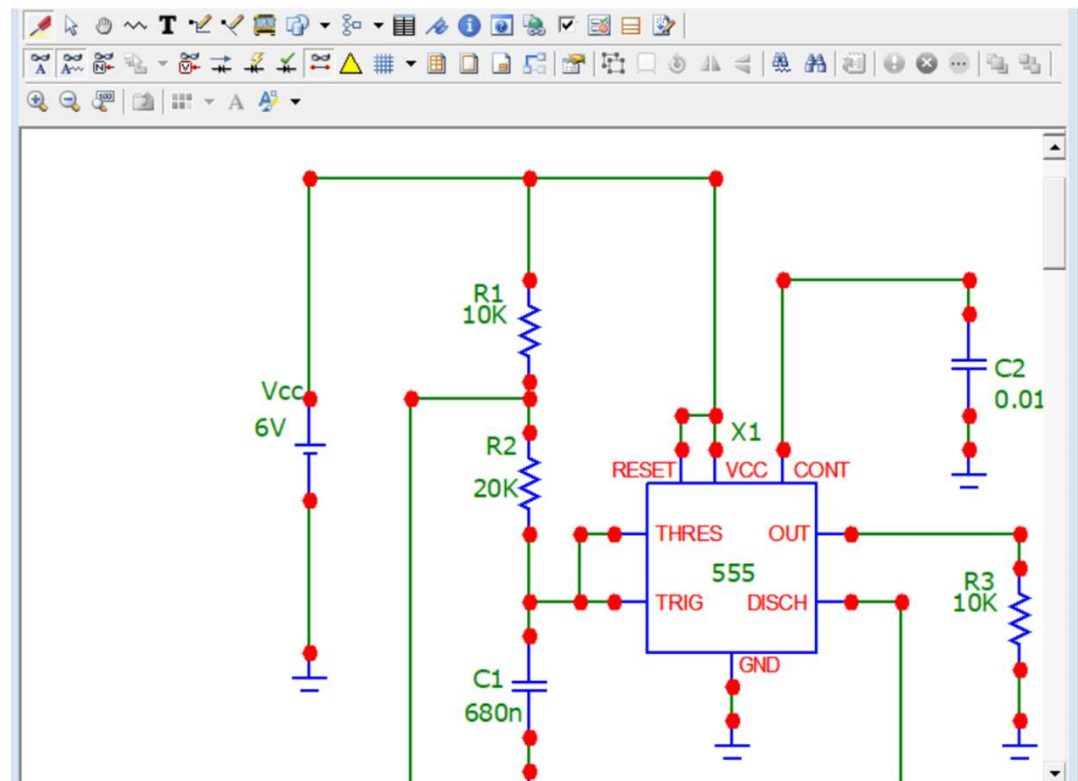 T
A A N V
100
A A
R1
10K
Vcc
6V
C2
0.01
R2
20K
X1
RESET VCC CONT
THRES OUT
555
TRIG DISCH
R3
10K
GND
C1
680n